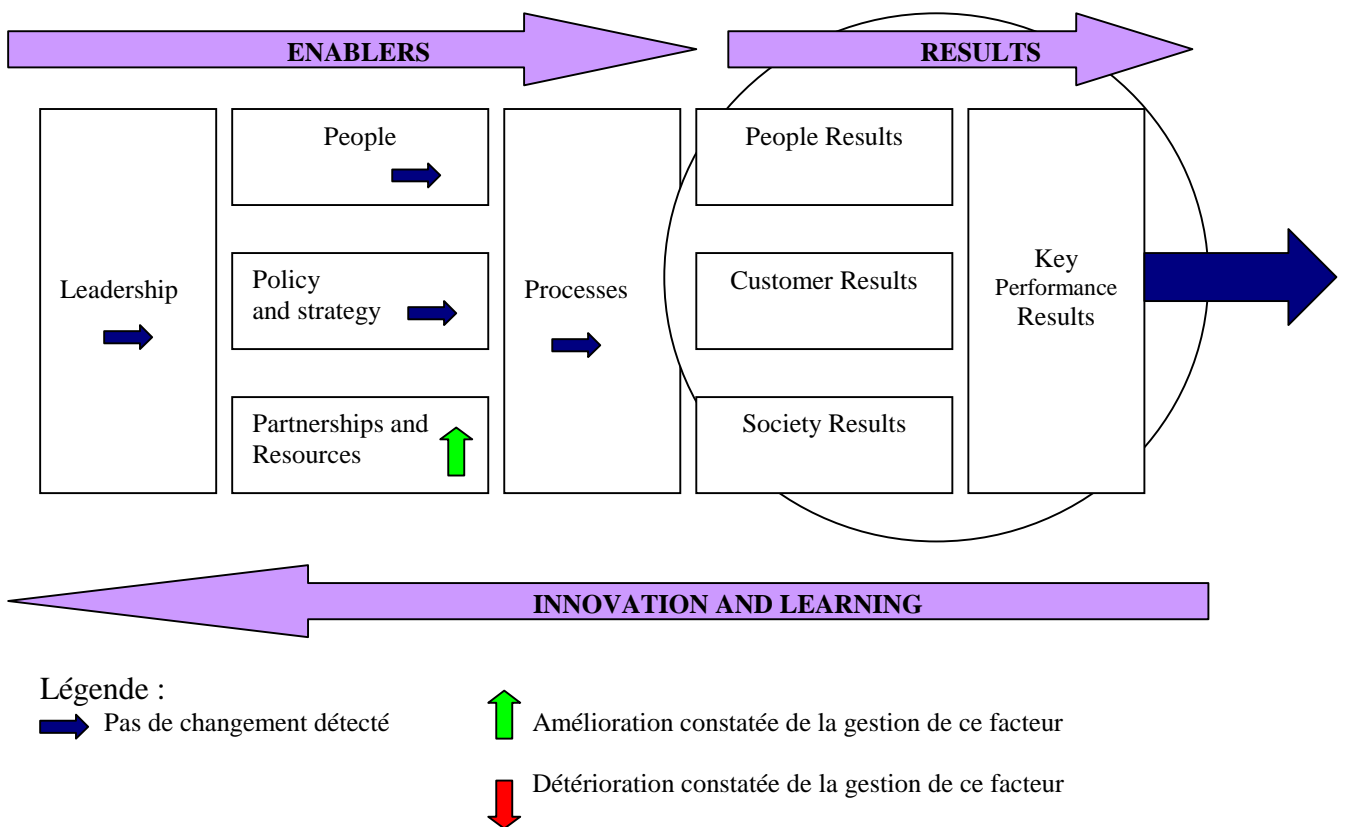 ENABLERS
RESULTS
People
People Results
Leadership
Policy
and strategy
Processes
Customer Results
Key
Performance
Results
Partnerships and
Resources
Society Results
INNOVATION AND LEARNING
Légende :
Pas de changement détecté
Amélioration constatée de la gestion de ce facteur
Détérioration constatée de la gestion de ce facteur